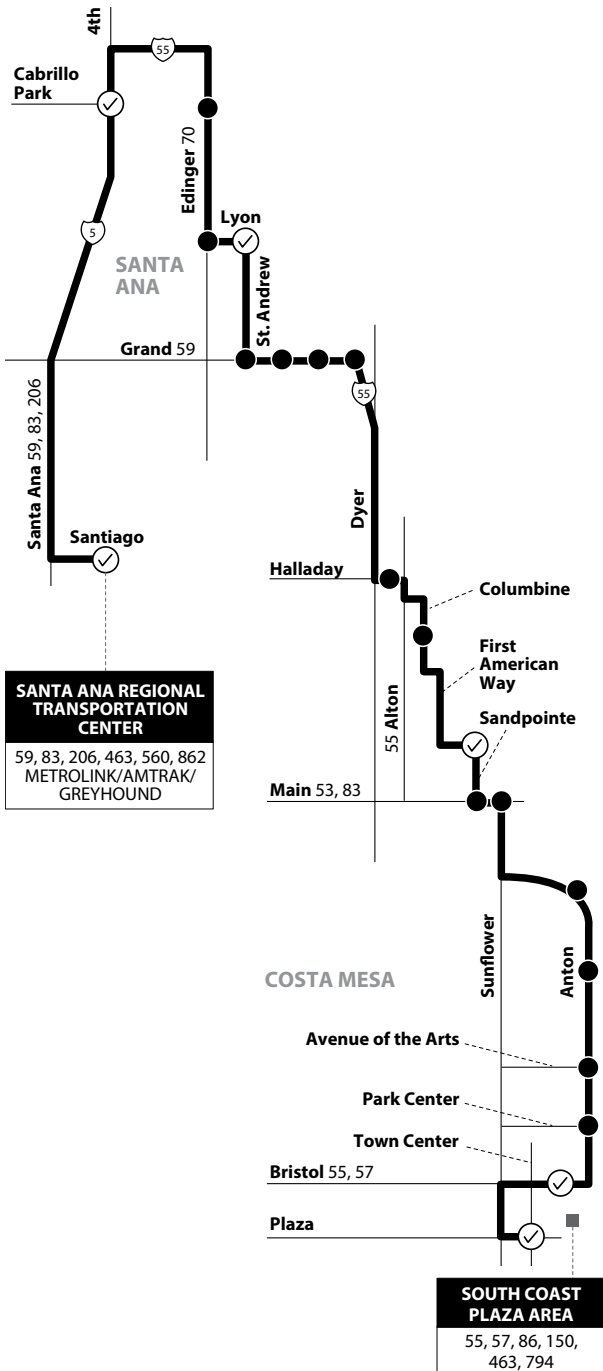 4th
55
Cabrillo
Park
Edinger 70
Lyon
5
SANTA
ANA
St. Andrew
Grand 59
55
Santa Ana 59, 83, 206
Dyer
Santiago
Halladay
Columbine
First
American
Way
SANTA ANA REGIONAL
TRANSPORTATION
CENTER
59, 83, 206, 463, 560, 862
METROLINK/AMTRAK/
GREYHOUND
55 Alton
Sandpointe
Main 53, 83
Sunflower
Anton
COSTA MESA
Avenue of the Arts
Park Center
Town Center
Bristol 55, 57
Plaza
SOUTH COAST
PLAZA AREA
55, 57, 86, 150,
463, 794